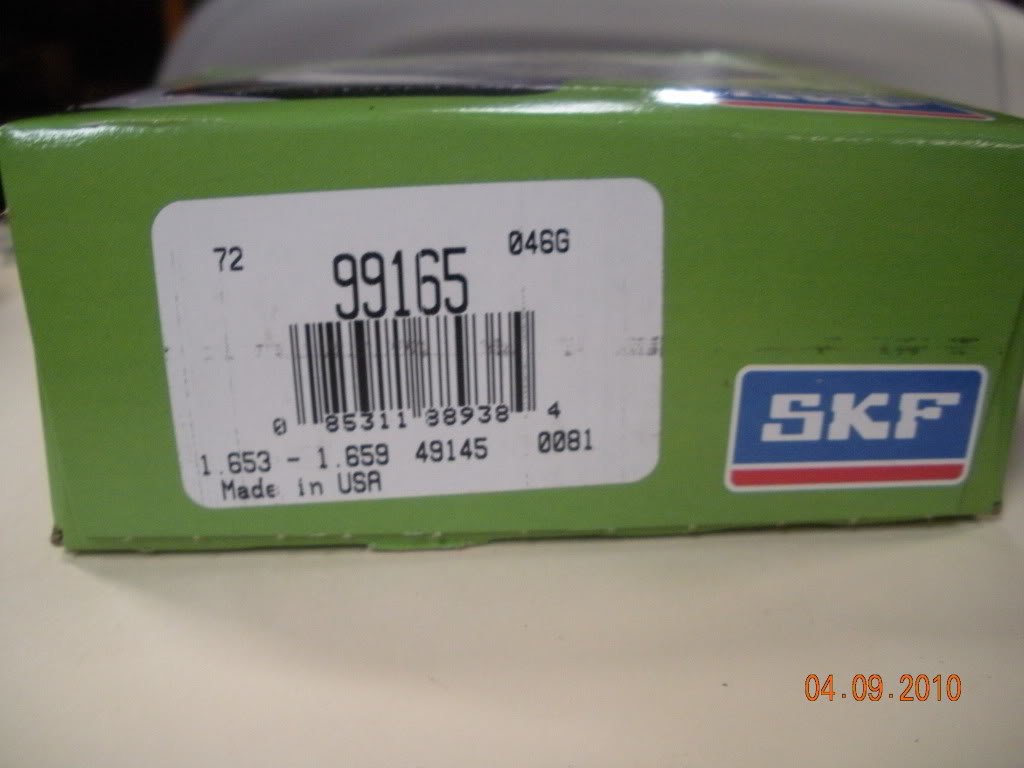 72 046G
99165
0 85311 88938 4
1.653 - 1.659 49145 0081
Made in USA
SKF
04.09.2010